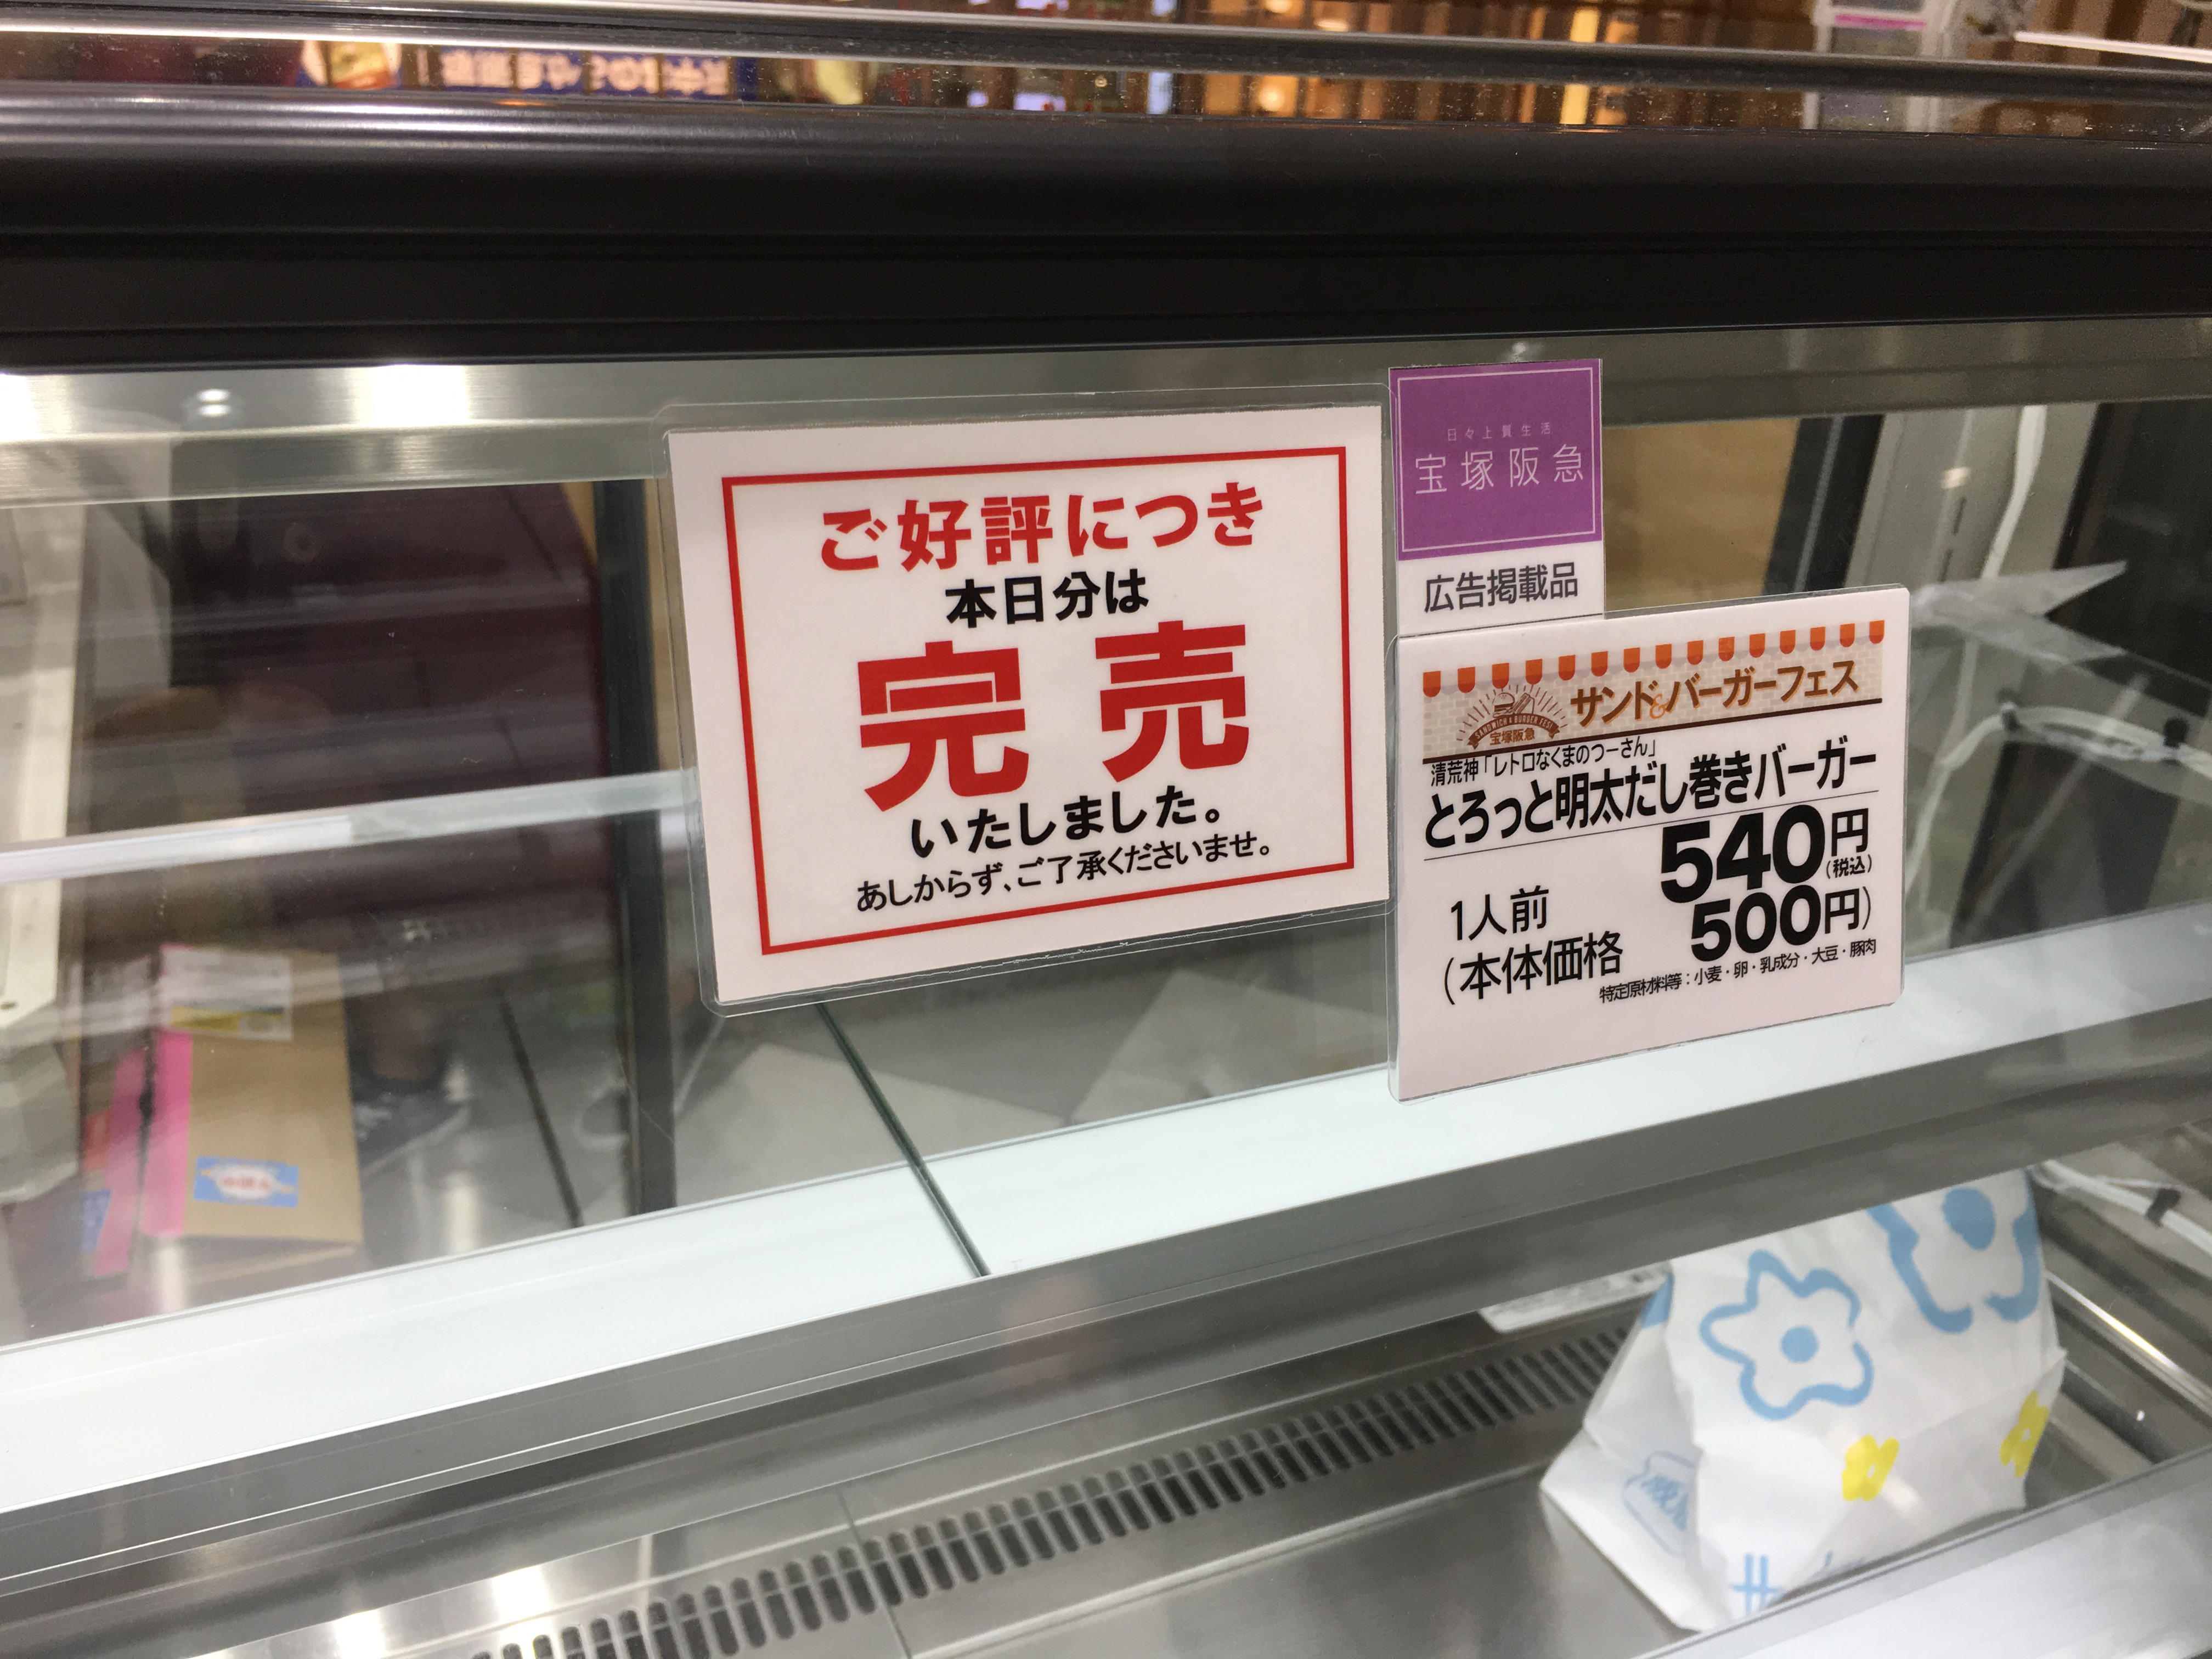 ご好評につき
本日分は
完売
いたしました。
あしからず、ご了承くださいませ。
日々上質生活
宝塚阪急
広告掲載品
サンド&バーガーフェス
SANDWICH & BURGER FEST
宝塚阪急
清荒神「レトロなくまのつーさん」
とろっと明太だし巻きバーガー
540円
(税込)
1人前
(本体価格 500円)
特定原材料等:小麦・卵・乳成分・大豆・豚肉